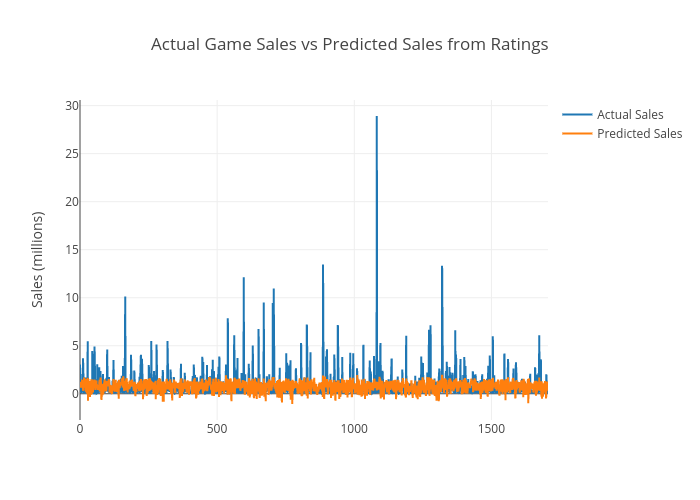 Actual Game Sales vs Predicted Sales from Ratings
Actual Sales
Predicted Sales
Sales (millions)
30
25
20
15
10
5
0
0 500 1000 1500